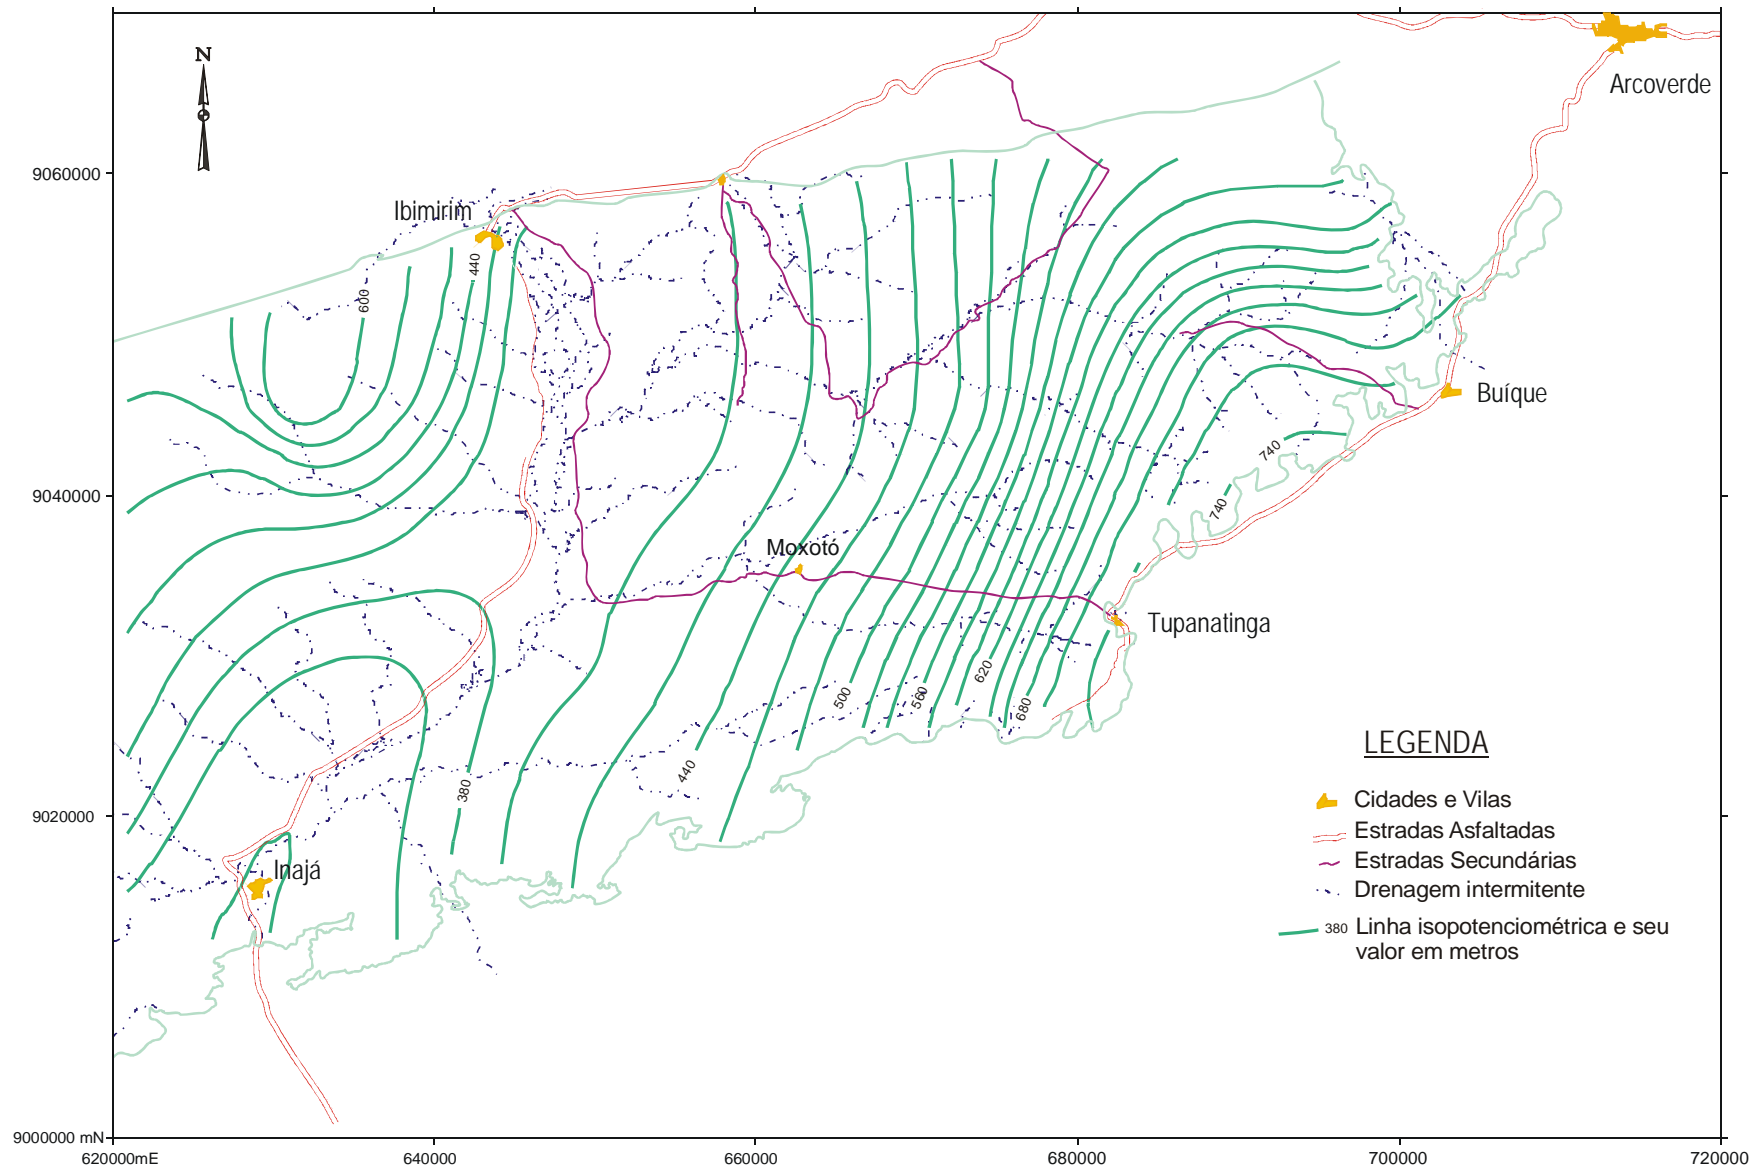 N
Arcoverde
9060000
Ibimirim
440
600
Buíque
740
9040000
740
Moxotó
Tupanatinga
620
500
560
680
440
380
9020000
Inajá
LEGENDA
Cidades e Vilas
Estradas Asfaltadas
Estradas Secundárias
Drenagem intermitente
380 Linha isopotenciométrica e seu
valor em metros
9000000 mN
620000mE 640000 660000 680000 700000 720000